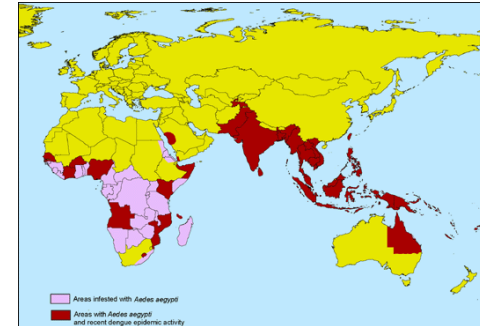 Areas infested with Aedes aegypti
Areas with Aedes aegypti
and recent dengue epidemic activity